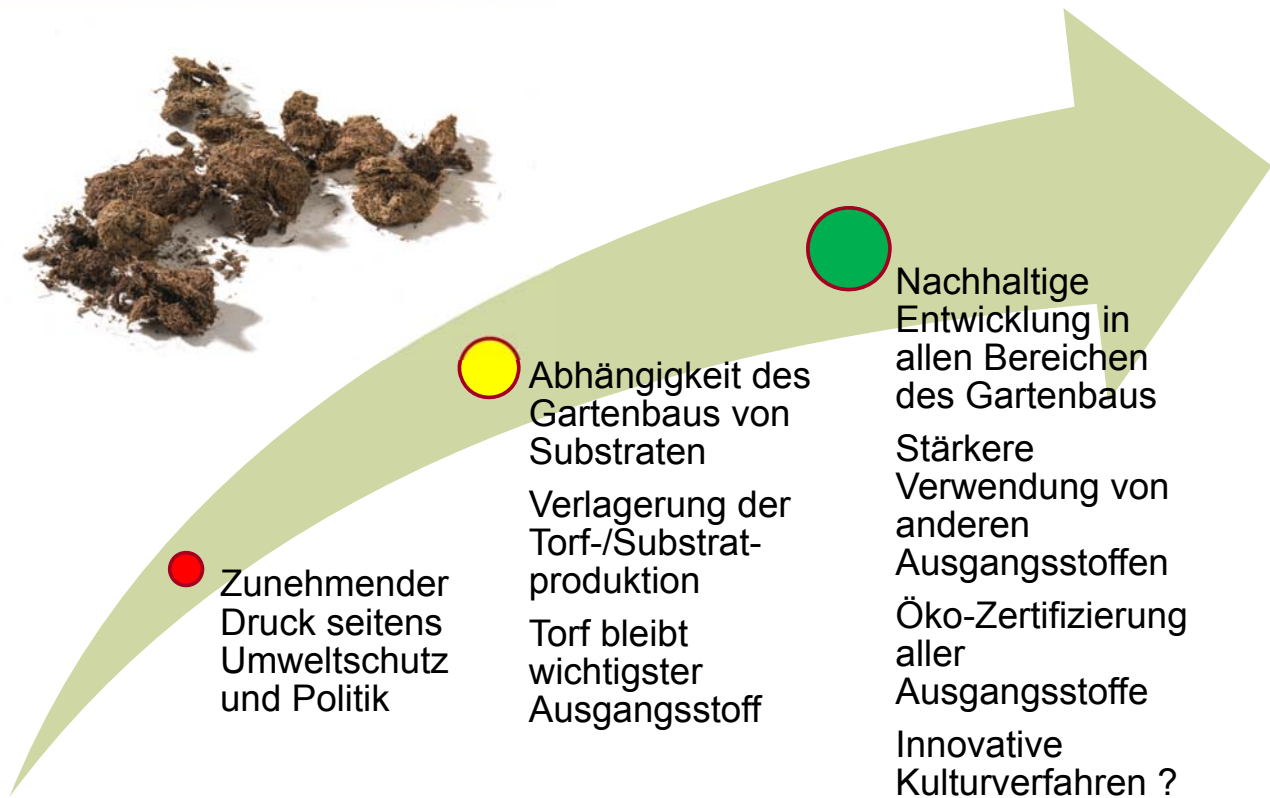 Zunehmender
Druck seitens
Umweltschutz
und Politik
Abhängigkeit des
Gartenbaus von
Substraten
Verlagerung der
Torf-/Substrat-
produktion
Torf bleibt
wichtigster
Ausgangsstoff
Nachhaltige
Entwicklung in
allen Bereichen
des Gartenbaus
Stärkere
Verwendung von
anderen
Ausgangsstoffen
Öko-Zertifizierung
aller
Ausgangsstoffe
Innovative
Kulturverfahren ?